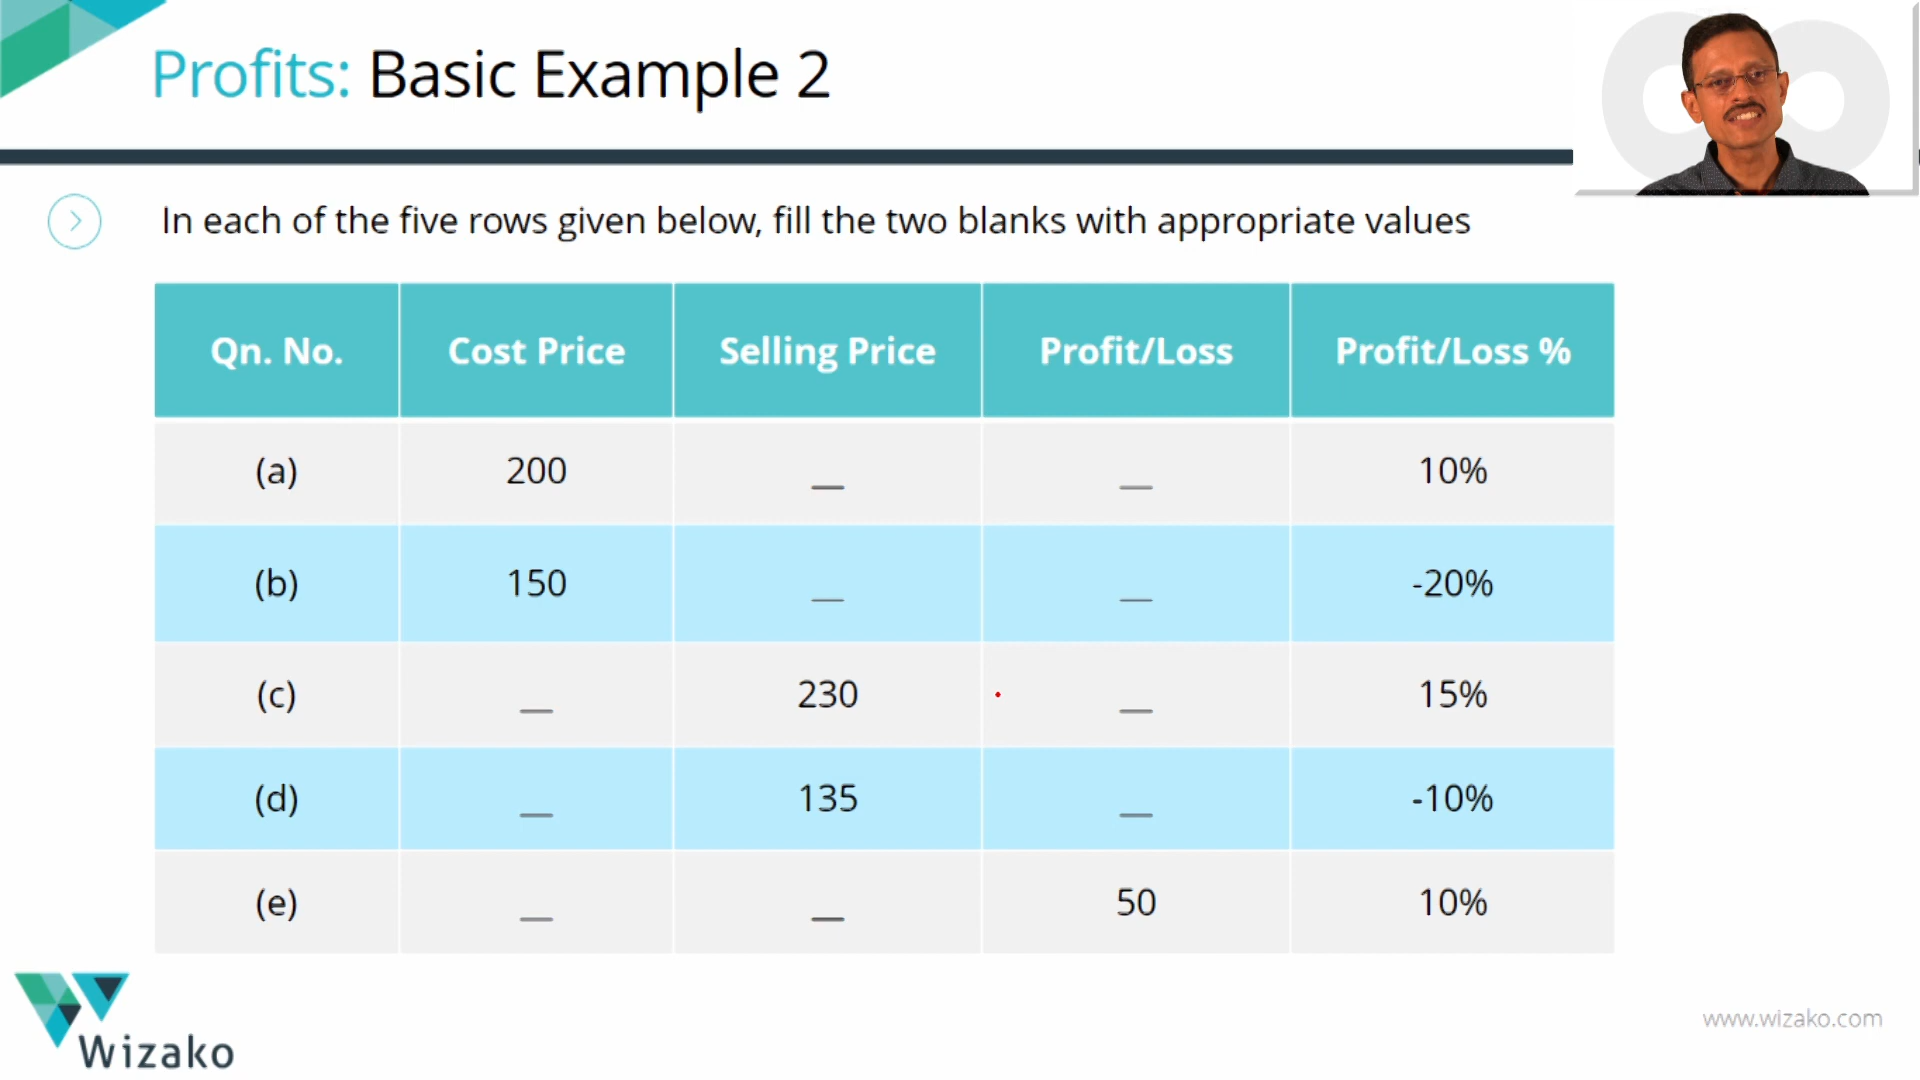 Profits: Basic Example 2
In each of the five rows given below, fill the two blanks with appropriate values
Qn. No. Cost Price Selling Price Profit/Loss Profit/Loss %
(a) 200 _ _ 10%
(b) 150 _ _ -20%
(c) _ 230 _ 15%
(d) _ 135 _ -10%
(e) _ _ 50 10%
Wizako
www.wizako.com